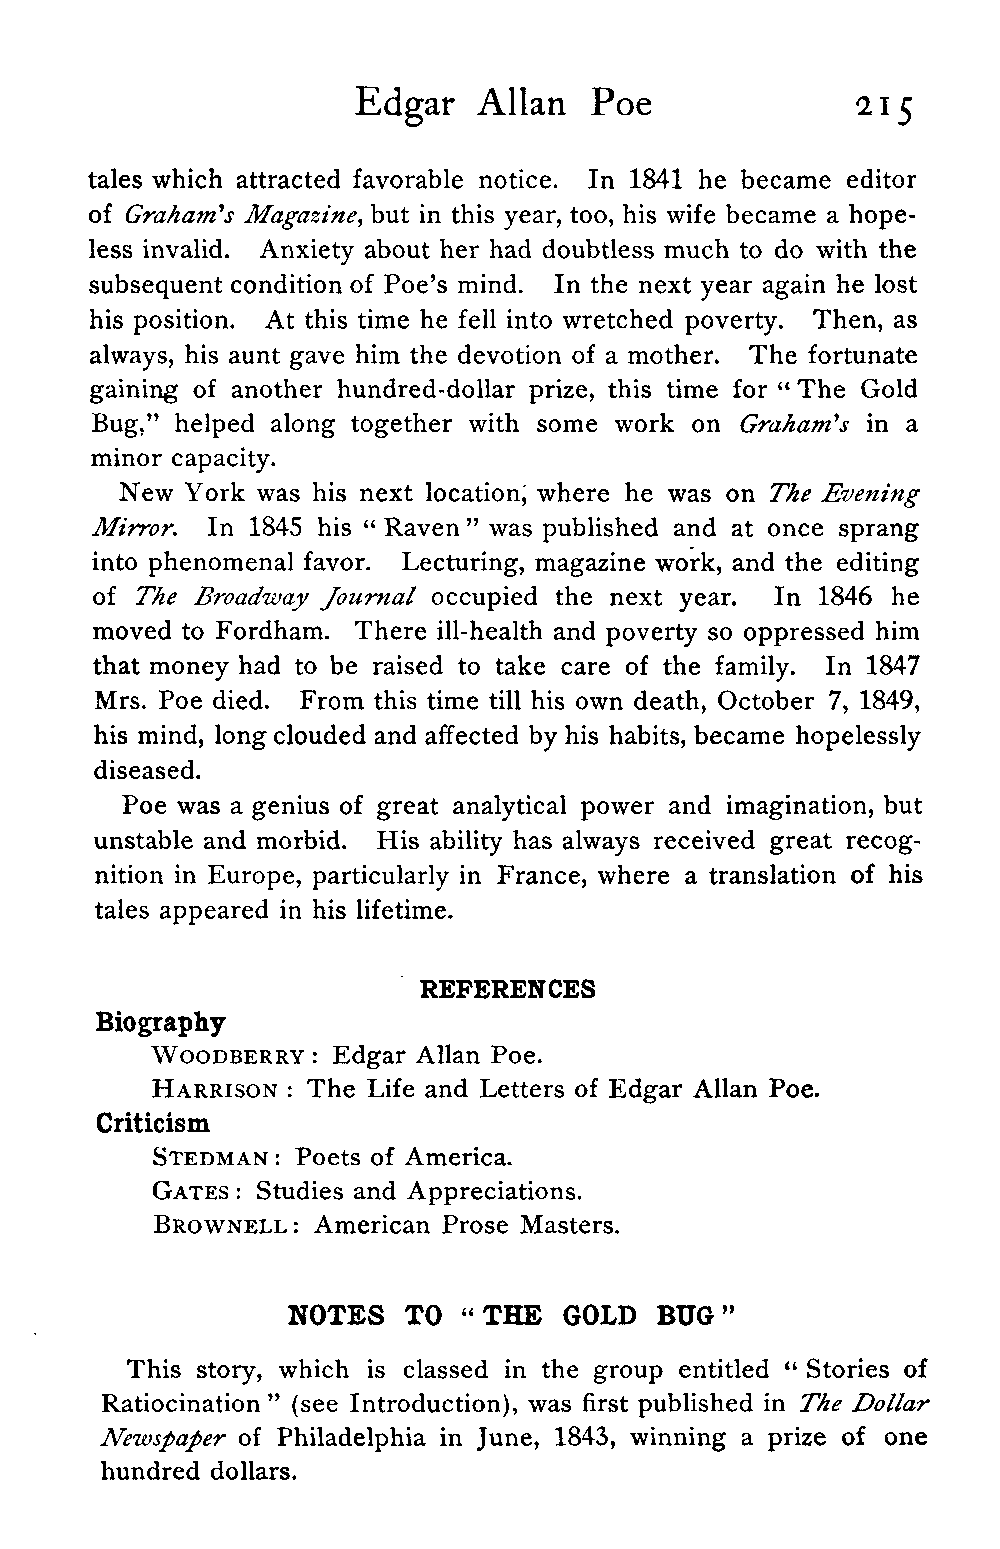 Edgar Allan Poe 215
tales which attracted favorable notice. In 1841 he became editor
of Graham's Magazine, but in this year, too, his wife became a hope-
less invalid. Anxiety about her had doubtless much to do with the
subsequent condition of Poe's mind. In the next year again he lost
his position. At this time he fell into wretched poverty. Then, as
always, his aunt gave him the devotion of a mother. The fortunate
gaining of another hundred-dollar prize, this time for “The Gold
Bug,” helped along together with some work on Graham's in a
minor capacity.
New York was his next location, where he was on The Evening
Mirror. In 1845 his “Raven” was published and at once sprang
into phenomenal favor. Lecturing, magazine work, and the editing
of The Broadway Journal occupied the next year. In 1846 he
moved to Fordham. There ill-health and poverty so oppressed him
that money had to be raised to take care of the family. In 1847
Mrs. Poe died. From this time till his own death, October 7, 1849,
his mind, long clouded and affected by his habits, became hopelessly
diseased.
Poe was a genius of great analytical power and imagination, but
unstable and morbid. His ability has always received great recog-
nition in Europe, particularly in France, where a translation of his
tales appeared in his lifetime.
REFERENCES
Biography
WOODBERRY: Edgar Allan Poe.
HARRISON: The Life and Letters of Edgar Allan Poe.
Criticism
STEDMAN: Poets of America.
GATES: Studies and Appreciations.
BROWNELL: American Prose Masters.
NOTES TO “THE GOLD BUG”
This story, which is classed in the group entitled “Stories of
Ratiocination” (see Introduction), was first published in The Dollar
Newspaper of Philadelphia in June, 1843, winning a prize of one
hundred dollars.